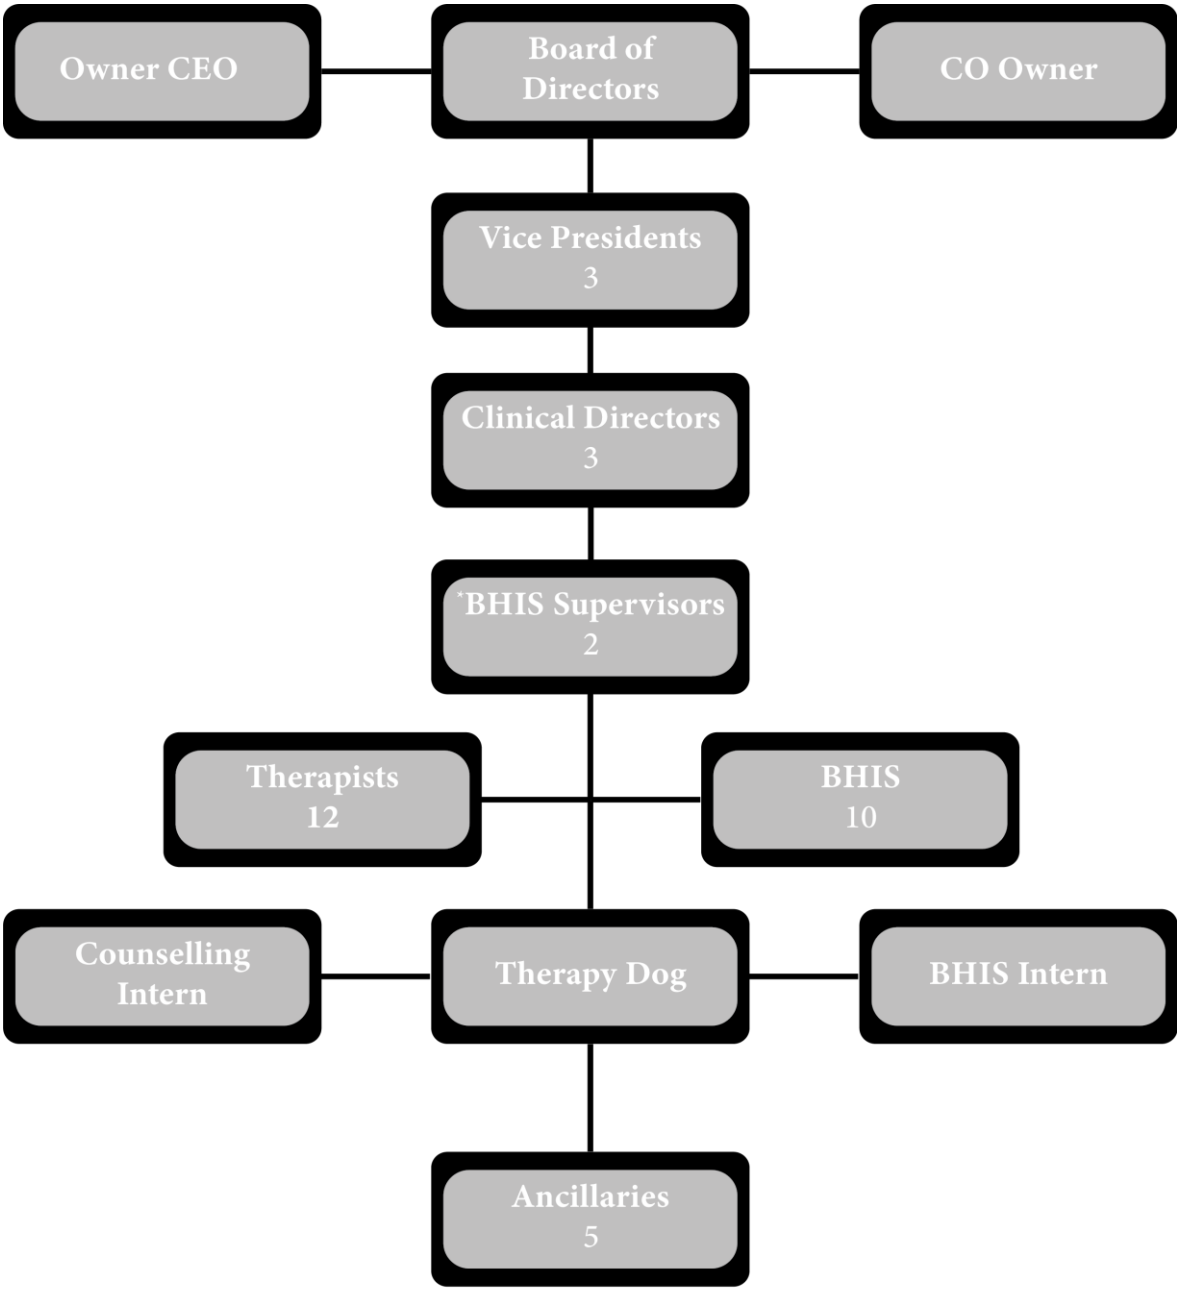 Owner CEO
Board of
Directors
CO Owner
Vice Presidents
3
Clinical Directors
3
*BHIS Supervisors
2
Therapists
12
BHIS
10
Counselling
Intern
Therapy Dog
BHIS Intern
Ancillaries
5